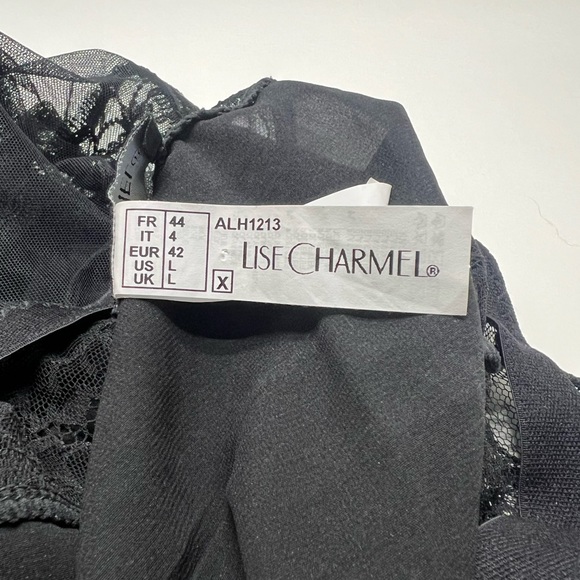 FR 44
IT 4
EUR 42
US L
UK L
ALH1213
LISE CHARMEL®
X